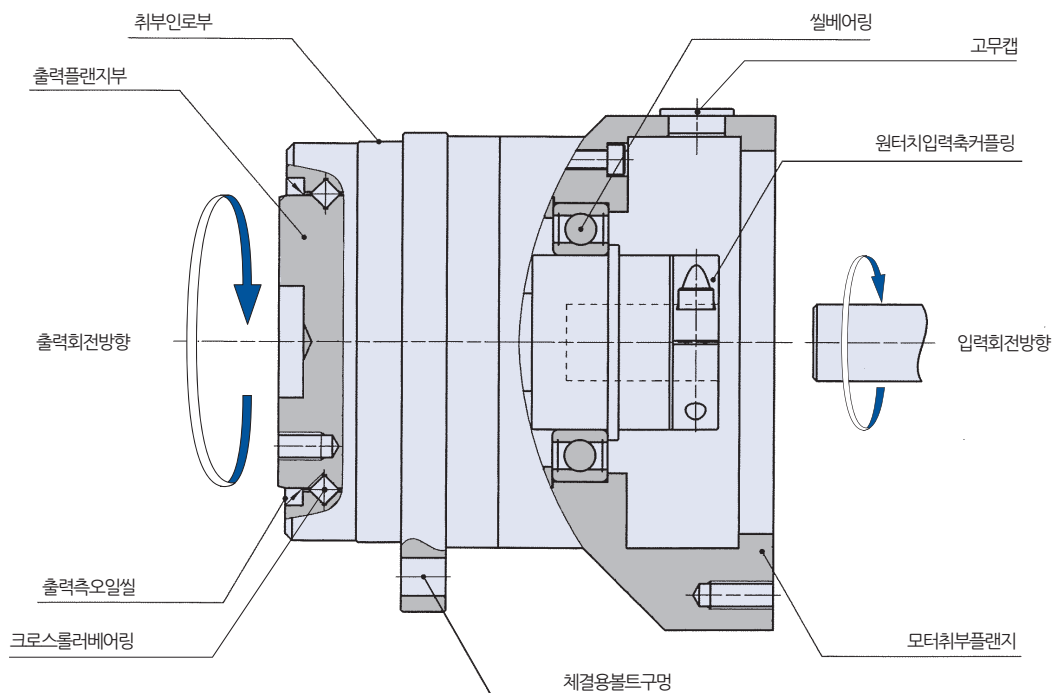 취부인로부
씰베어링
고무캡
출력플랜지부
원터치입력축커플링
출력회전방향
입력회전방향
출력측오일씰
크로스롤러베어링
모터취부플랜지
체결용볼트구멍